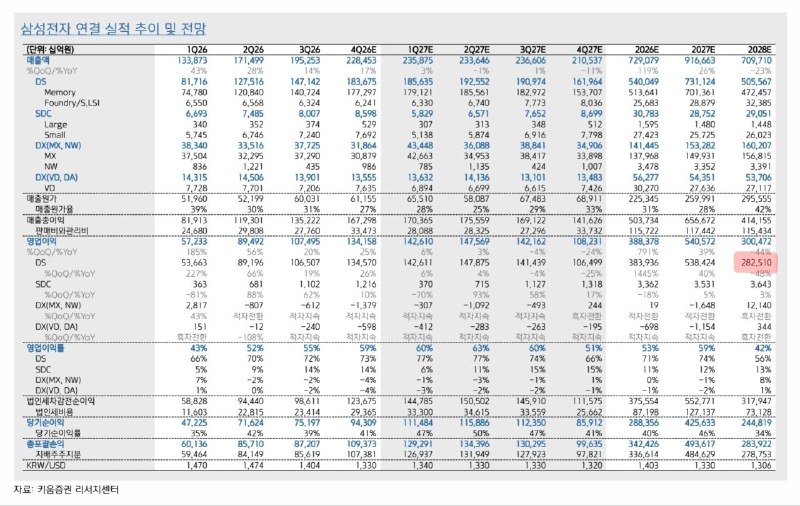 삼성전자 연결 실적 추이 및 전망
(단위: 십억원) 1Q26 2Q26 3Q26 4Q26E 1Q27E 2Q27E 3Q27E 4Q27E 2026E 2027E 2028E
매출액 133,873 171,499 195,253 228,453 235,875 233,646 236,606 210,537 729,079 916,663 709,710
%QoQ/%YoY 43% 28% 14% 17% 3% -1% 1% -11% 119% 26% -23%
DS 81,716 127,516 147,142 183,675 185,635 192,552 190,974 161,964 540,049 731,124 505,567
Memory 74,780 120,840 140,724 177,297 179,121 185,561 182,972 153,707 513,641 701,361 472,457
Foundry/S.LSI 6,550 6,568 6,324 6,241 6,330 6,740 7,773 8,036 25,683 28,879 32,385
SDC 6,693 7,485 8,007 8,598 5,829 6,571 7,652 8,699 30,783 28,752 29,051
Large 340 352 374 529 307 313 348 512 1,595 1,480 1,448
Small 5,745 6,746 7,240 7,692 5,138 5,874 6,916 7,798 27,423 25,725 26,023
DX(MX, NW) 38,340 33,516 37,725 31,864 43,448 36,088 38,841 34,906 141,445 153,282 160,207
MX 37,504 32,295 37,290 30,879 42,663 34,953 38,417 33,898 137,968 149,931 156,815
NW 836 1,221 435 986 785 1,135 424 1,007 3,478 3,352 3,391
DX(VD, DA) 14,315 14,506 13,901 13,555 13,632 14,136 13,101 13,483 56,277 54,351 53,706
VD 7,728 7,701 7,206 7,635 6,894 6,699 6,615 7,426 30,270 27,636 27,117
매출원가 51,960 52,199 60,031 61,155 65,510 58,087 67,483 68,911 225,345 259,991 295,555
매출원가율 39% 30% 31% 27% 28% 25% 29% 33% 31% 28% 42%
매출총이익 81,913 119,301 135,222 167,298 170,365 175,559 169,122 141,626 503,734 656,672 414,155
판매비와관리비 24,680 29,808 27,760 33,473 28,088 28,325 27,296 33,732 115,722 117,442 115,434
영업이익 57,233 89,492 107,495 134,158 142,610 147,569 142,162 108,231 388,378 540,572 300,472
%QoQ/%YoY 185% 56% 20% 25% 6% 3% -4% -24% 791% 39% -44%
DS 53,663 89,196 106,507 134,570 142,611 147,875 141,439 106,499 383,936 538,424 282,510
%QoQ/%YoY 227% 66% 19% 26% 6% 4% -4% -25% 1445% 40% -48%
SDC 363 681 1,102 1,216 370 715 1,127 1,318 3,362 3,531 3,643
%QoQ/%YoY -81% 88% 62% 10% -70% 93% 58% 17% -18% 5% 3%
DX(MX, NW) 2,817 -807 -612 -1,379 -307 -1,092 -493 244 19 -1,648 12,140
%QoQ/%YoY 43% 적자전환 적자지속 적자지속 적자지속 적자지속 적자지속 흑자전환 적자전환 흑자전환
DX(VD, DA) 151 -12 -240 -598 -412 -283 -263 -195 -698 -1,154 344
%QoQ/%YoY 흑자전환 -108% 적자지속 적자지속 적자지속 적자지속 적자지속 적자지속 적자지속 적자지속 흑자전환
영업이익률 43% 52% 55% 59% 60% 63% 60% 51% 53% 59% 42%
DS 66% 70% 72% 73% 77% 77% 74% 66% 71% 74% 56%
SDC 5% 9% 14% 14% 6% 11% 15% 15% 11% 12% 13%
DX(MX, NW) 7% -2% -2% -4% -1% -3% -1% 1% 0% -1% 8%
DX(VD, DA) 1% 0% -2% -4% -3% -2% -2% -1% -1% -2% 1%
법인세차감전순이익 58,828 94,440 98,611 123,675 144,785 150,502 145,910 111,575 375,554 552,771 317,947
법인세비용 11,603 22,815 23,414 29,365 33,300 34,615 33,559 25,662 87,198 127,137 73,128
당기순이익 47,225 71,624 75,197 94,309 111,484 115,886 112,350 85,912 288,356 425,633 244,819
당기순이익률 35% 42% 39% 41% 47% 50% 47% 41% 40% 46% 34%
총포괄손익 60,136 85,710 87,207 109,373 129,291 134,396 130,295 99,635 342,426 493,617 283,922
지배주주지분 59,464 84,149 85,619 107,381 126,937 131,949 127,923 97,821 336,614 484,629 278,753
KRW/USD 1,470 1,474 1,404 1,330 1,340 1,330 1,330 1,320 1,403 1,330 1,306
자료: 키움증권 리서치센터